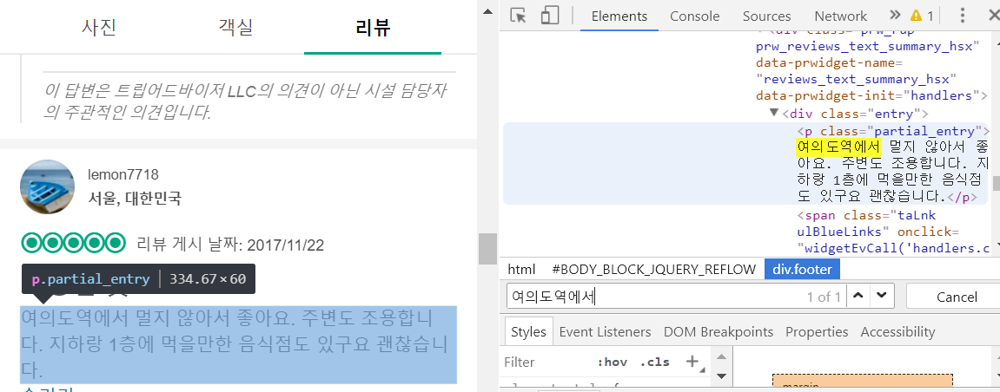 사진 객실 리뷰
이 답변은 트립어드바이저 LLC의 의견이 아닌 시설 담당자
의 주관적인 의견입니다.
lemon7718
서울, 대한민국
리뷰 게시 날짜: 2017/11/22
p.partial_entry 334.67×60
여의도역에서 멀지 않아서 좋아요. 주변도 조용합니
다. 지하랑 1층에 먹을만한 음식점도 있구요 괜찮습니
다.
Elements Console Sources Network 1
<div class="prw_rup
prw_reviews_text_summary_hsx"
data-prwidget-name=
"reviews_text_summary_hsx"
data-prwidget-init="handlers">
<div class="entry">
<p class="partial_entry">
여의도역에서 멀지 않아서 좋
아요. 주변도 조용합니다. 지
하랑 1층에 먹을만한 음식점
도 있구요 괜찮습니다.</p>
<span class="taLnk
ulBlueLinks" onclick=
"widgetEvCall('handlers.c
html #BODY_BLOCK_JQUERY_REFLOW div.footer
여의도역에서 1 of 1 Cancel
Styles Event Listeners DOM Breakpoints Properties Accessibility
Filter :hov .cls +
margin